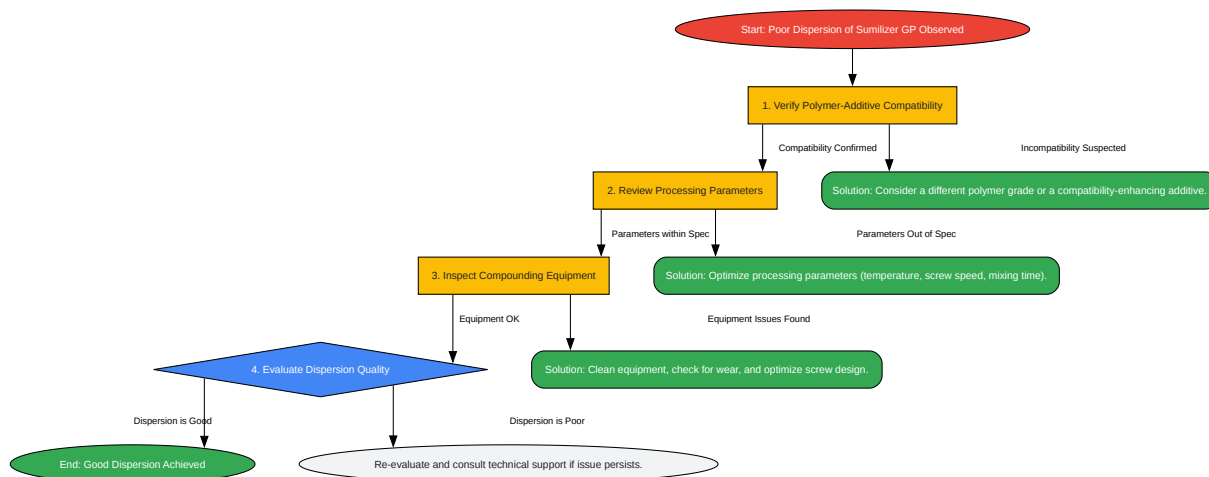 Start: Poor Dispersion of Sumilizer GP Observed
1. Verify Polymer-Additive Compatibility
Compatibility Confirmed
Incompatibility Suspected
2. Review Processing Parameters
Solution: Consider a different polymer grade or a compatibility-enhancing additive.
Parameters within Spec
Parameters Out of Spec
3. Inspect Compounding Equipment
Solution: Optimize processing parameters (temperature, screw speed, mixing time).
Equipment OK
Equipment Issues Found
4. Evaluate Dispersion Quality
Solution: Clean equipment, check for wear, and optimize screw design.
Dispersion is Good
Dispersion is Poor
End: Good Dispersion Achieved
Re-evaluate and consult technical support if issue persists.